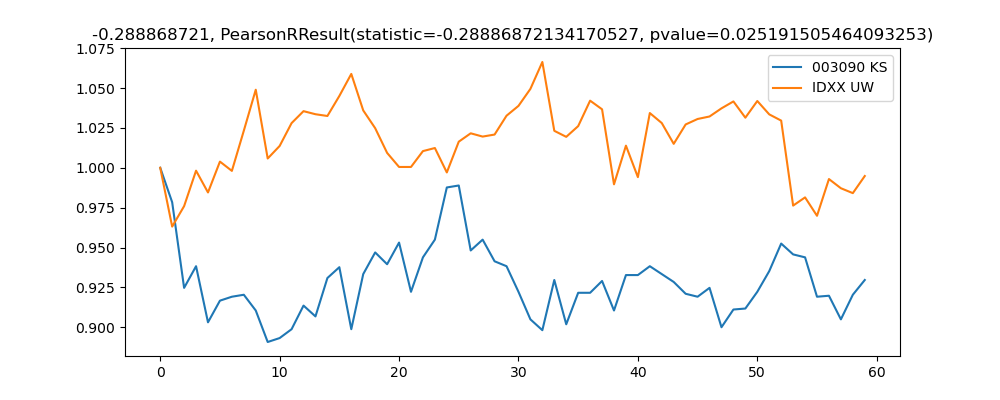 -0.288868721, PearsonRResult(statistic=-0.28886872134170527, pvalue=0.025191505464093253)
1.075
1.050
1.025
1.000
0.975
0.950
0.925
0.900
003090 KS
IDXX UW
0 10 20 30 40 50 60